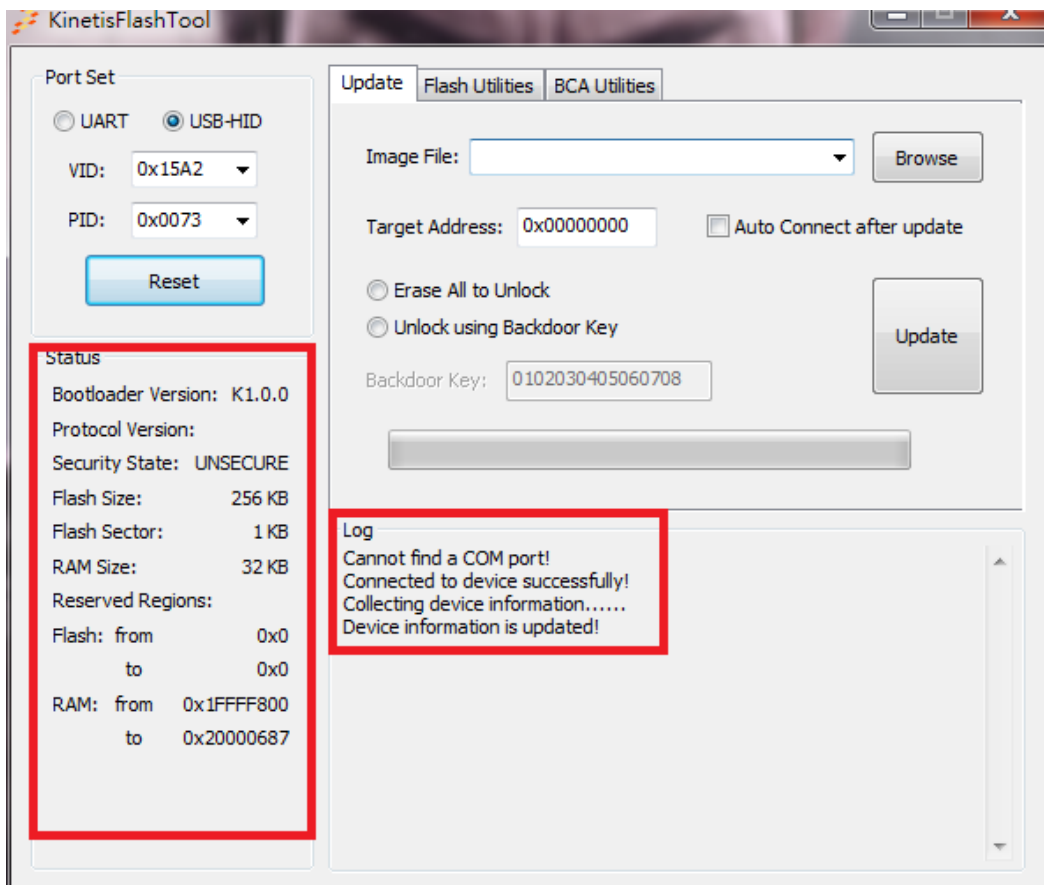 KinetisFlashTool
Port Set
UART USB-HID
VID: 0x15A2
PID: 0x0073
Reset
Status
Bootloader Version: K1.0.0
Protocol Version:
Security State: UNSECURE
Flash Size: 256 KB
Flash Sector: 1 KB
RAM Size: 32 KB
Reserved Regions:
Flash: from 0x0
to 0x0
RAM: from 0x1FFFF800
to 0x20000687
Update Flash Utilities BCA Utilities
Image File: Browse
Target Address: 0x00000000 Auto Connect after update
Erase All to Unlock
Unlock using Backdoor Key
Update
Backdoor Key: 0102030405060708
Log
Cannot find a COM port!
Connected to device successfully!
Collecting device information......
Device information is updated!